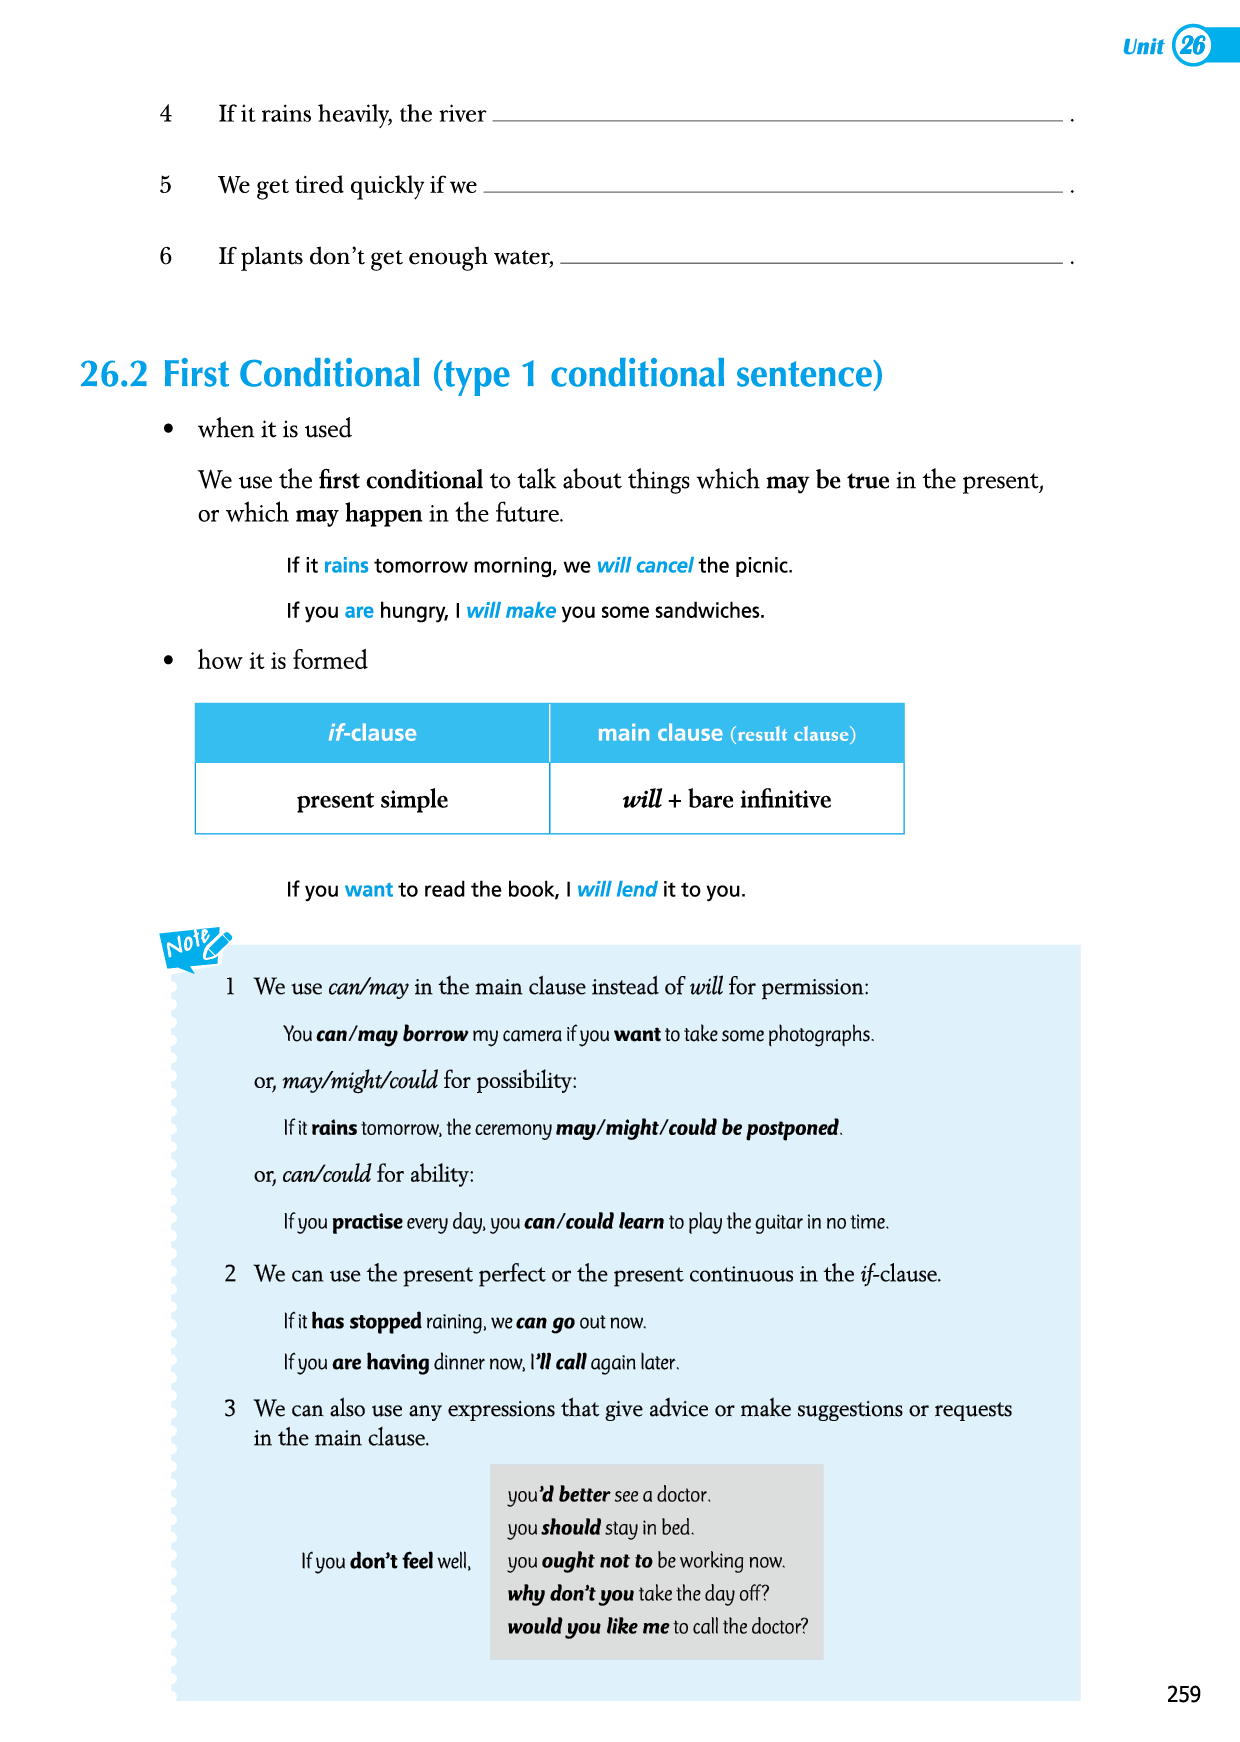 Unit 26
4 If it rains heavily, the river ______ .
5 We get tired quickly if we ______ .
6 If plants don't get enough water, ______ .
26.2 First Conditional (type 1 conditional sentence)
• when it is used
We use the first conditional to talk about things which may be true in the present,
or which may happen in the future.
If it rains tomorrow morning, we will cancel the picnic.
If you are hungry, I will make you some sandwiches.
• how it is formed
if-clause main clause (result clause)
present simple will + bare infinitive
If you want to read the book, I will lend it to you.
Note
1 We use can/may in the main clause instead of will for permission:
You can/may borrow my camera if you want to take some photographs.
or, may/might/could for possibility:
If it rains tomorrow, the ceremony may/might/could be postponed.
or, can/could for ability:
If you practise every day, you can/could learn to play the guitar in no time.
2 We can use the present perfect or the present continuous in the if-clause.
If it has stopped raining, we can go out now.
If you are having dinner now, I'll call again later.
3 We can also use any expressions that give advice or make suggestions or requests
in the main clause.
If you don't feel well,
you'd better see a doctor.
you should stay in bed.
you ought not to be working now.
why don't you take the day off?
would you like me to call the doctor?
259